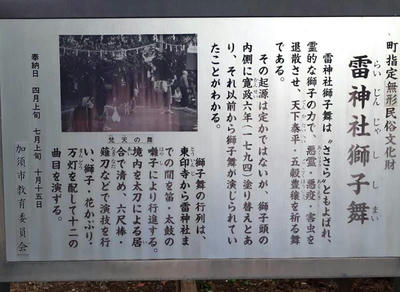 町指定無形民俗文化財
雷神社獅子舞
らいじんじゃししまい
雷神社獅子舞は〝ささら〟ともよばれ、
霊的な獅子の力で、悪霊・悪疫・害虫を
退散させ、天下泰平・五穀豊穣を祈る舞
である。
その起源は定かではないが、獅子頭の
内側に寛政六年(一七九四)塗り替えとあ
り、それ以前から獅子舞が演じられてい
たことがわかる。
獅子舞の行列は、
東印寺から雷神社ま
での間を笛・太鼓の
囃子により行進する。
はやし
境内を太刀による居
合で清め、六尺棒・
薙刀などで演技を行
い、獅子・花かぶり・
万灯を配して十二の
曲目を演ずる。
梵天の舞
奉納日 四月上旬 七月上旬 十月十五日
加須市教育委員会